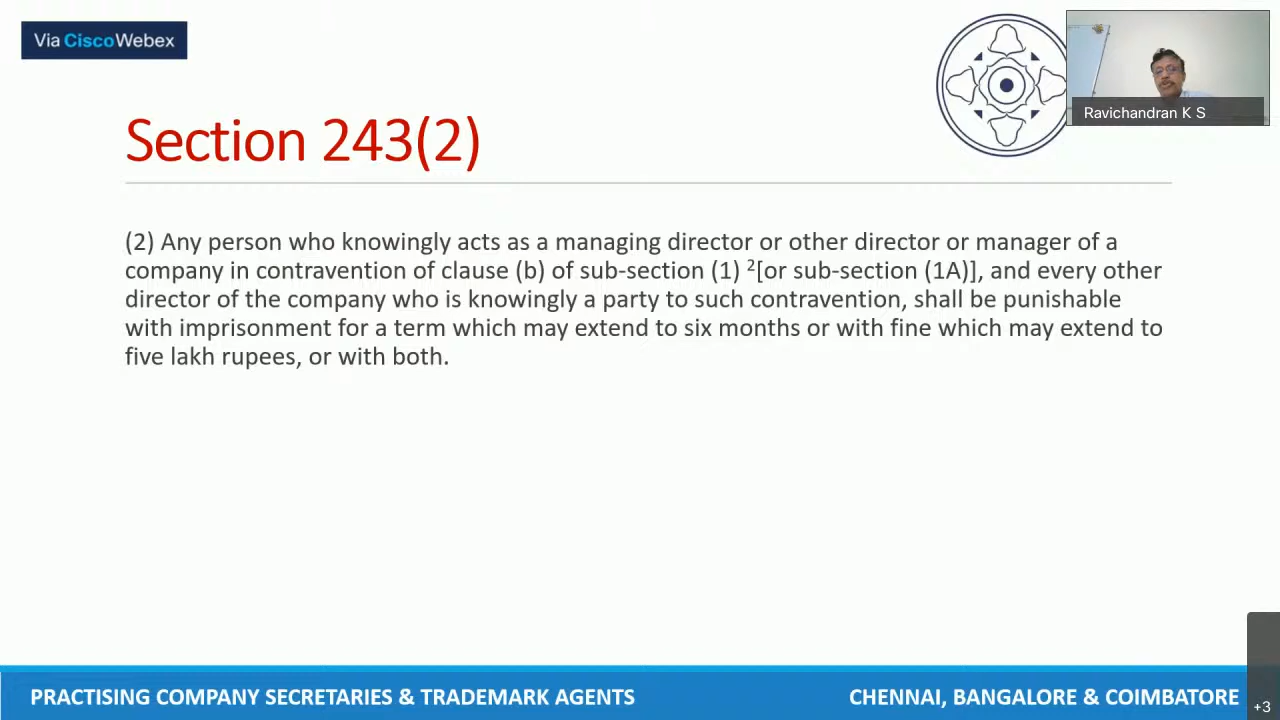 Via CiscoWebex
Ravichandran K S
Section 243(2)
(2) Any person who knowingly acts as a managing director or other director or manager of a
company in contravention of clause (b) of sub-section (1) ²[or sub-section (1A)], and every other
director of the company who is knowingly a party to such contravention, shall be punishable
with imprisonment for a term which may extend to six months or with fine which may extend to
five lakh rupees, or with both.
PRACTISING COMPANY SECRETARIES & TRADEMARK AGENTS
CHENNAI, BANGALORE & COIMBATORE
+3